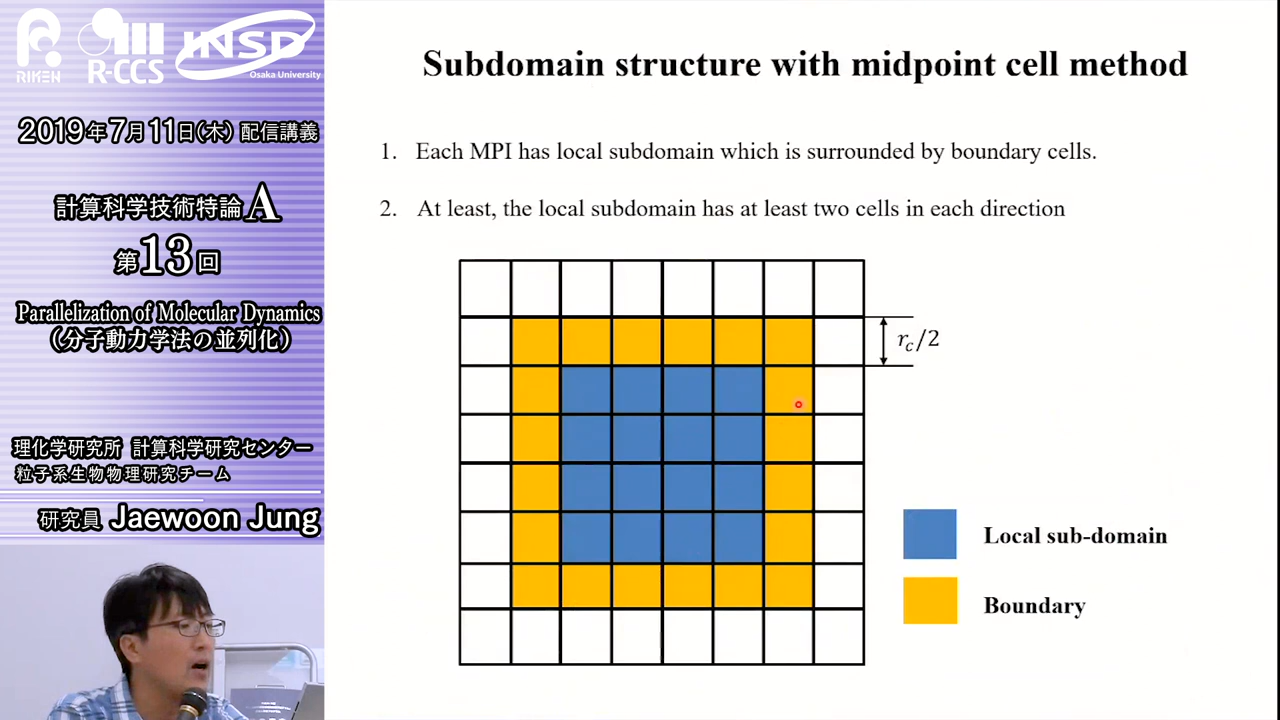 RIKEN
R-CCS
INSD
Osaka University
2019年7月11日(木) 配信講義
計算科学技術特論A
第13回
Parallelization of Molecular Dynamics
(分子動力学法の並列化)
理化学研究所 計算科学研究センター
粒子系生物物理研究チーム
研究員 Jaewoon Jung
Subdomain structure with midpoint cell method
1. Each MPI has local subdomain which is surrounded by boundary cells.
2. At least, the local subdomain has at least two cells in each direction
r_c/2
Local sub-domain
Boundary